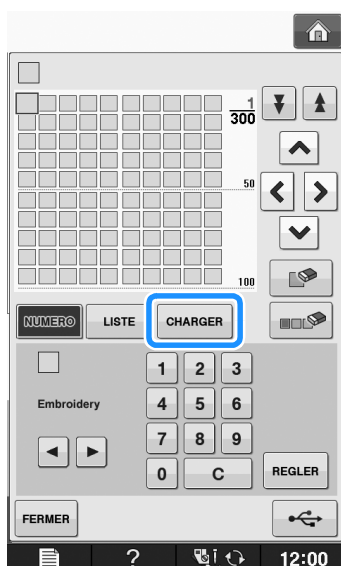 1
300
50
100
NUMERO LISTE CHARGER
1 2 3
Embroidery 4 5 6
7 8 9
0 C REGLER
FERMER
? 12:00